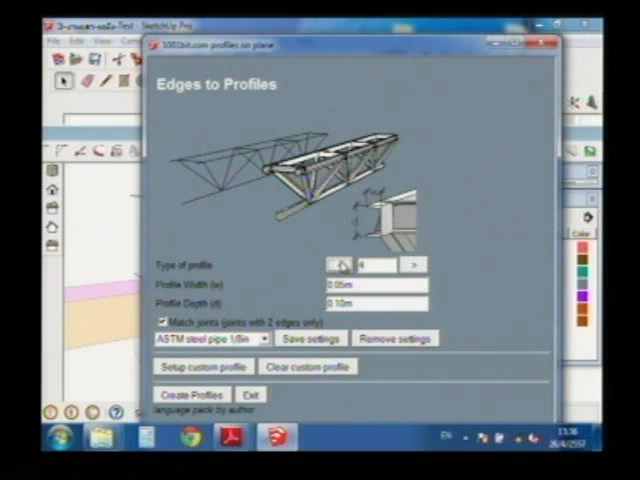 -Test - SketchUp Pro
File Edit View
1001bit.com profiles on plane
Edges to Profiles
Type of profile 4 >
Profile Width (w) 0.05m
Profile Depth (d) 0.10m
Match joints (joints with 2 edges only)
ASTM steel pipe 1/8in Save settings Remove settings
Setup custom profile Clear custom profile
Create Profiles Exit
language pack by author
Color
EN
13:36
26/4/2557